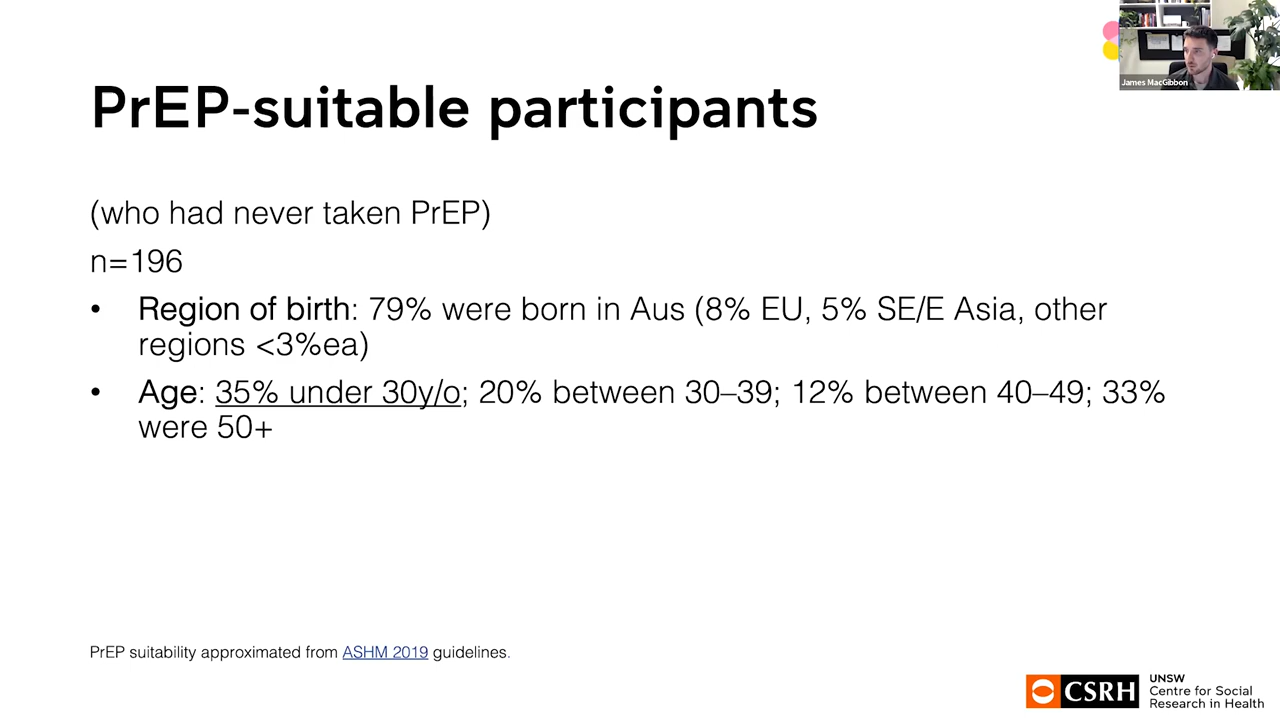 James MacGibbon
PrEP-suitable participants
(who had never taken PrEP)
n=196
• Region of birth: 79% were born in Aus (8% EU, 5% SE/E Asia, other
regions <3%ea)
• Age: 35% under 30y/o; 20% between 30–39; 12% between 40–49; 33%
were 50+
PrEP suitability approximated from ASHM 2019 guidelines.
CSRH
UNSW
Centre for Social
Research in Health